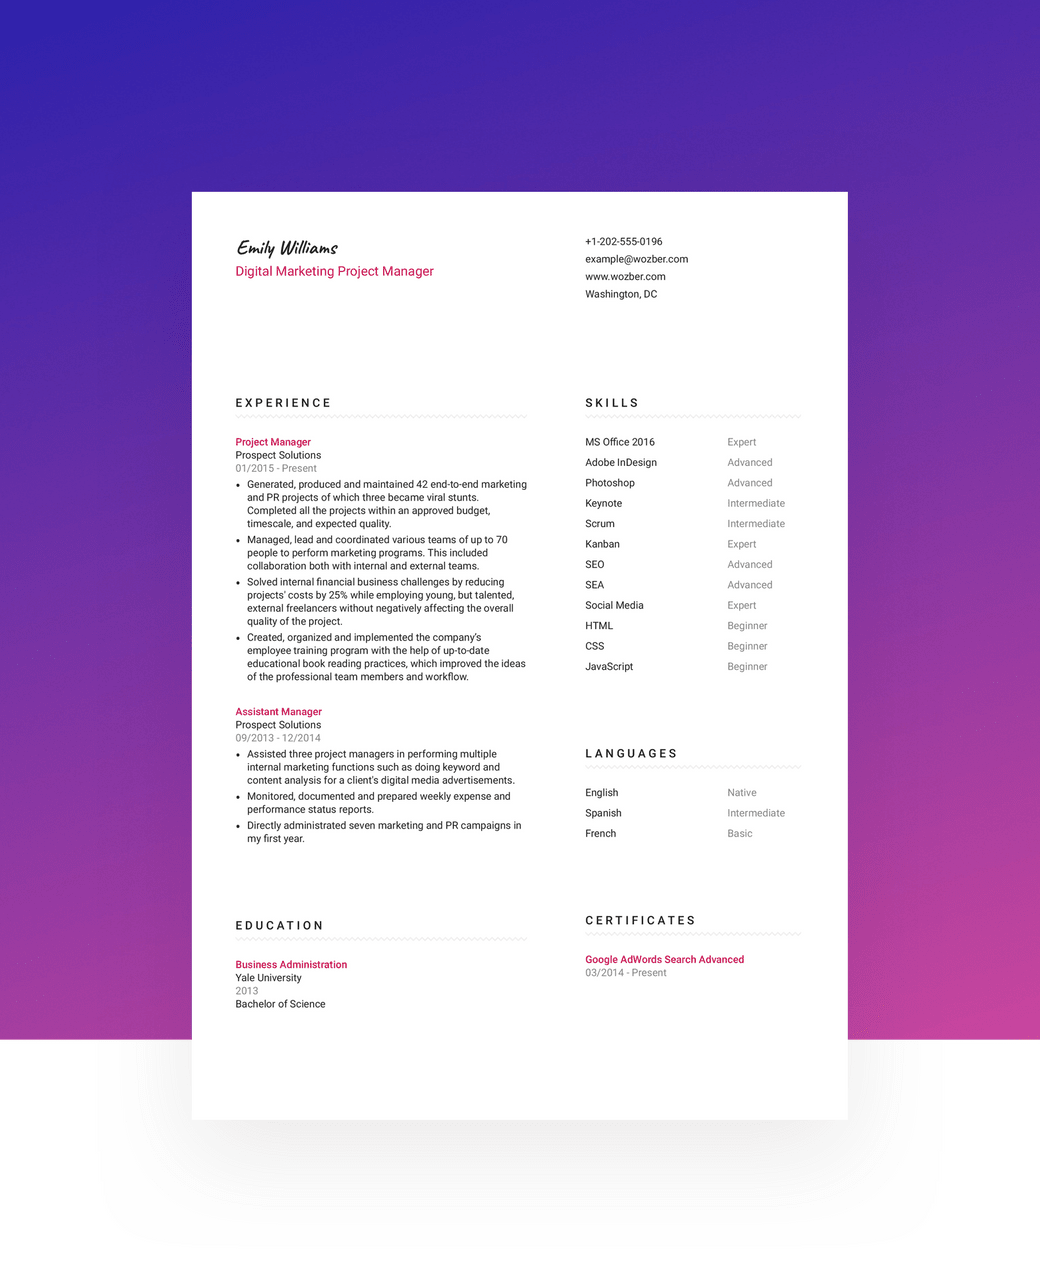 Emily Williams
Digital Marketing Project Manager
+1-202-555-0196
example@wozber.com
www.wozber.com
Washington, DC
EXPERIENCE
Project Manager
Prospect Solutions
01/2015 - Present
• Generated, produced and maintained 42 end-to-end marketing
and PR projects of which three became viral stunts.
Completed all the projects within an approved budget,
timescale, and expected quality.
• Managed, lead and coordinated various teams of up to 70
people to perform marketing programs. This included
collaboration both with internal and external teams.
• Solved internal financial business challenges by reducing
projects' costs by 25% while employing young, but talented,
external freelancers without negatively affecting the overall
quality of the project.
• Created, organized and implemented the company's
employee training program with the help of up-to-date
educational book reading practices, which improved the ideas
of the professional team members and workflow.
Assistant Manager
Prospect Solutions
09/2013 - 12/2014
• Assisted three project managers in performing multiple
internal marketing functions such as doing keyword and
content analysis for a client's digital media advertisements.
• Monitored, documented and prepared weekly expense and
performance status reports.
• Directly administrated seven marketing and PR campaigns in
my first year.
EDUCATION
Business Administration
Yale University
2013
Bachelor of Science
SKILLS
MS Office 2016 Expert
Adobe InDesign Advanced
Photoshop Advanced
Keynote Intermediate
Scrum Intermediate
Kanban Expert
SEO Advanced
SEA Advanced
Social Media Expert
HTML Beginner
CSS Beginner
JavaScript Beginner
LANGUAGES
English Native
Spanish Intermediate
French Basic
CERTIFICATES
Google AdWords Search Advanced
03/2014 - Present